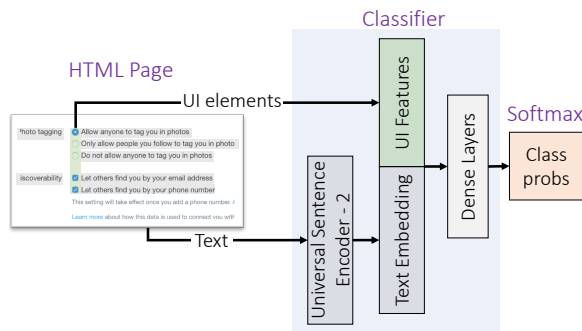 Classifier
HTML Page
UI elements
UI Features
Softmax
Photo tagging
Allow anyone to tag you in photos
Only allow people you follow to tag you in photo
Do not allow anyone to tag you in photos
iscoverability
Let others find you by your email address
Let others find you by your phone number
This setting will take effect once you add a phone number.
Learn more about how this data is used to connect you with
Text
Universal Sentence
Encoder - 2
Text Embedding
Dense Layers
Class
probs